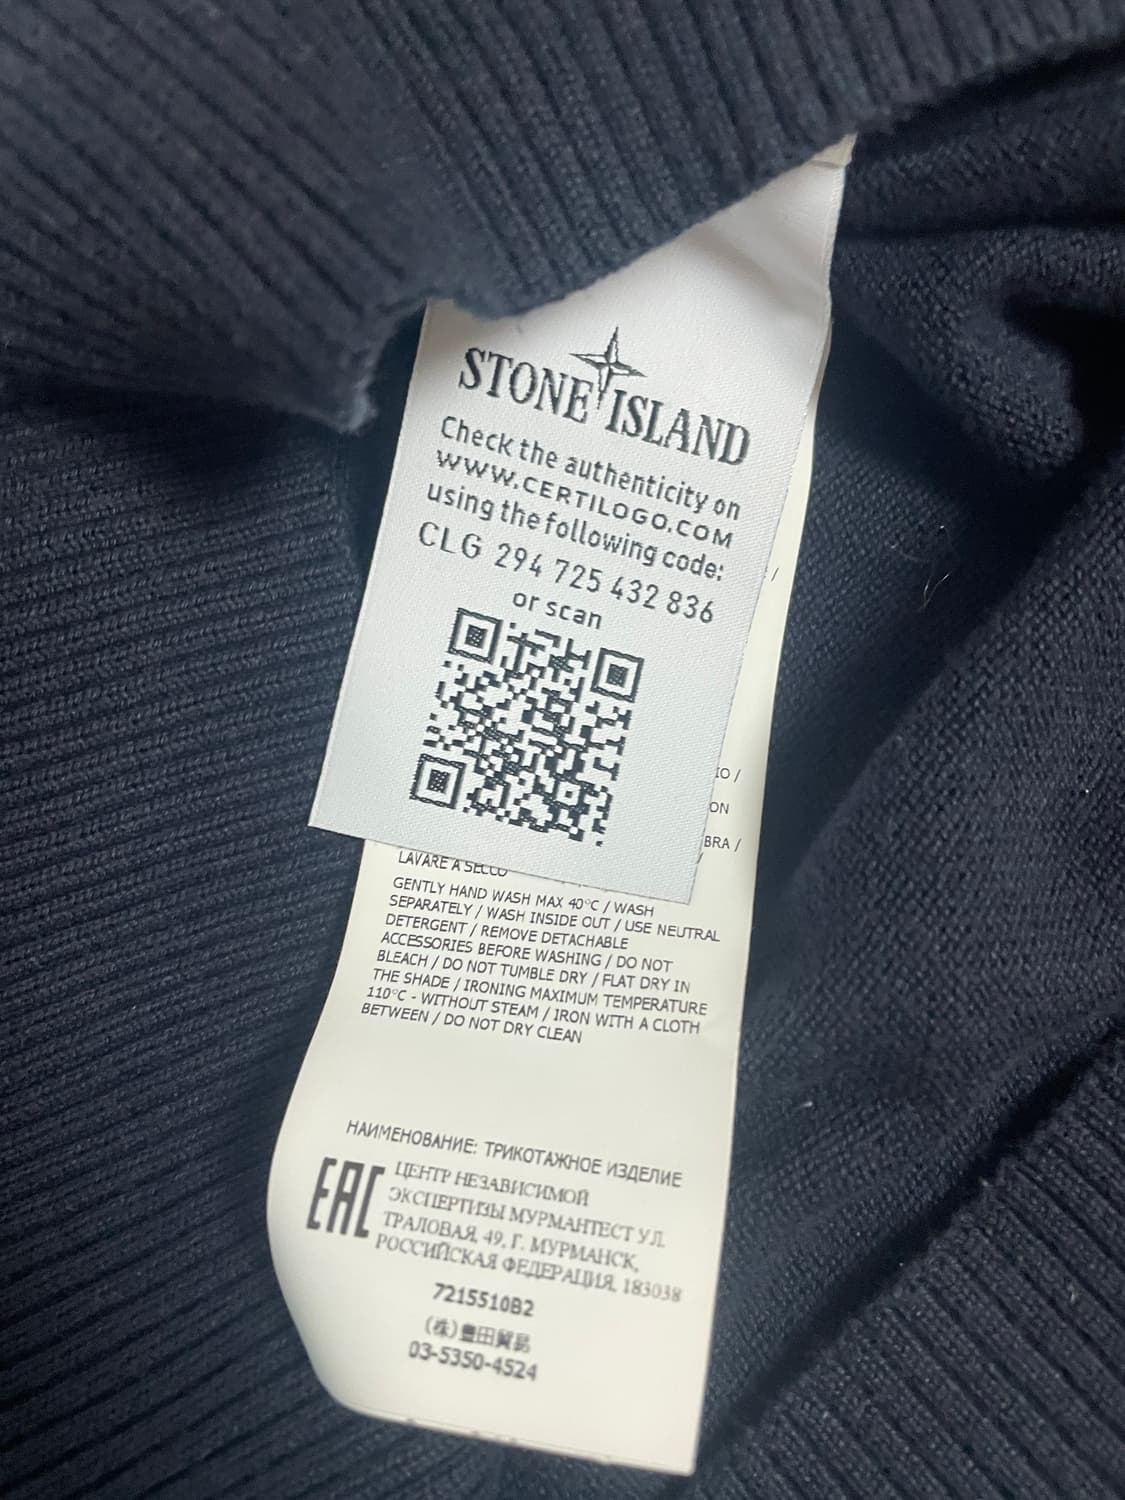 STONE ISLAND
Check the authenticity on
WWW.CERTILOGO.COM
using the following code:
CLG 294 725 432 836
or scan
/
IO /
ON
BRA /
/
LAVARE A SECCO
GENTLY HAND WASH MAX 40°C / WASH
SEPARATELY / WASH INSIDE OUT / USE NEUTRAL
DETERGENT / REMOVE DETACHABLE
ACCESSORIES BEFORE WASHING / DO NOT
BLEACH / DO NOT TUMBLE DRY / FLAT DRY IN
THE SHADE / IRONING MAXIMUM TEMPERATURE
110°C - WITHOUT STEAM / IRON WITH A CLOTH
BETWEEN / DO NOT DRY CLEAN
НАИМЕНОВАНИЕ: ТРИКОТАЖНОЕ ИЗДЕЛИЕ
EAC
ЦЕНТР НЕЗАВИСИМОЙ
ЭКСПЕРТИЗЫ МУРМАНТЕСТ УЛ.
ТРАЛОВАЯ, 49, Г. МУРМАНСК,
РОССИЙСКАЯ ФЕДЕРАЦИЯ, 183038
7215510B2
(株)豊田貿易
03-5350-4524